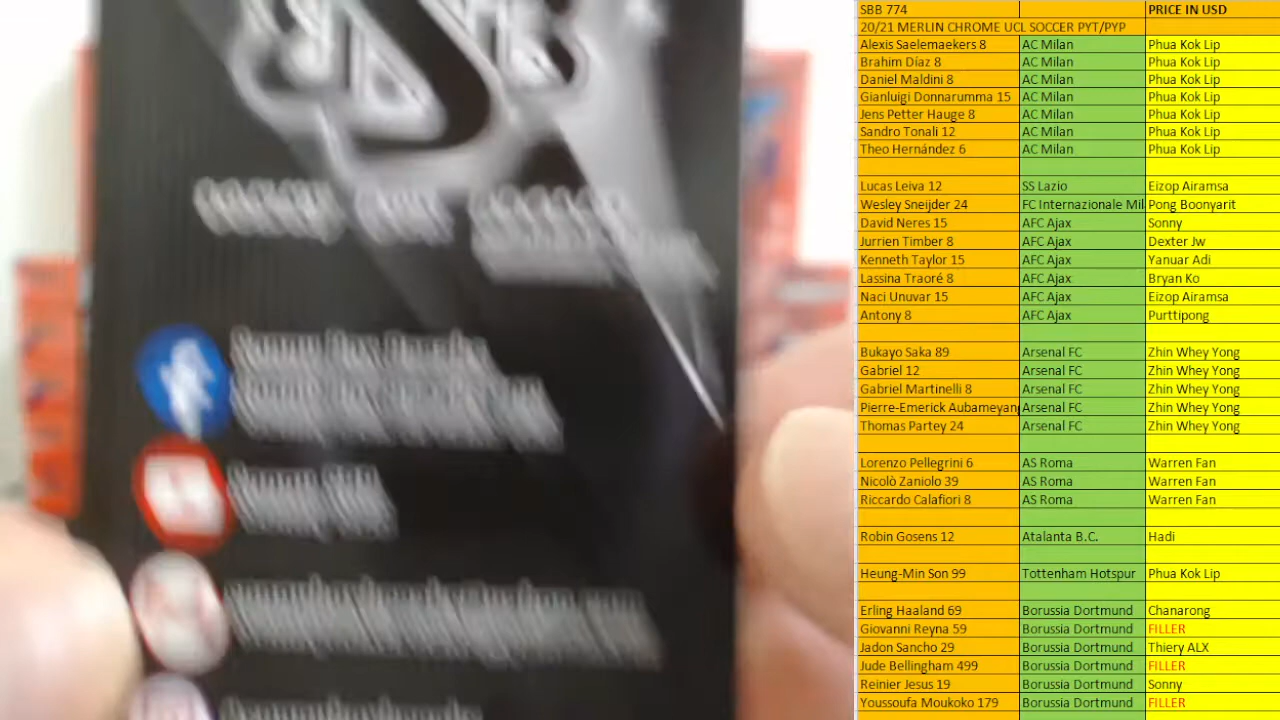 SBB 774 PRICE IN USD
20/21 MERLIN CHROME UCL SOCCER PYT/PYP
Alexis Saelemaekers 8 AC Milan Phua Kok Lip
Brahim Díaz 8 AC Milan Phua Kok Lip
Daniel Maldini 8 AC Milan Phua Kok Lip
Gianluigi Donnarumma 15 AC Milan Phua Kok Lip
Jens Petter Hauge 8 AC Milan Phua Kok Lip
Sandro Tonali 12 AC Milan Phua Kok Lip
Theo Hernández 6 AC Milan Phua Kok Lip
Lucas Leiva 12 SS Lazio Eizop Airamsa
Wesley Sneijder 24 FC Internazionale Mil Pong Boonyarit
David Neres 15 AFC Ajax Sonny
Jurrien Timber 8 AFC Ajax Dexter Jw
Kenneth Taylor 15 AFC Ajax Yanuar Adi
Lassina Traoré 8 AFC Ajax Bryan Ko
Naci Unuvar 15 AFC Ajax Eizop Airamsa
Antony 8 AFC Ajax Purttipong
Bukayo Saka 89 Arsenal FC Zhin Whey Yong
Gabriel 12 Arsenal FC Zhin Whey Yong
Gabriel Martinelli 8 Arsenal FC Zhin Whey Yong
Pierre-Emerick Aubameyan Arsenal FC Zhin Whey Yong
Thomas Partey 24 Arsenal FC Zhin Whey Yong
Lorenzo Pellegrini 6 AS Roma Warren Fan
Nicolò Zaniolo 39 AS Roma Warren Fan
Riccardo Calafiori 8 AS Roma Warren Fan
Robin Gosens 12 Atalanta B.C. Hadi
Heung-Min Son 99 Tottenham Hotspur Phua Kok Lip
Erling Haaland 69 Borussia Dortmund Chanarong
Giovanni Reyna 59 Borussia Dortmund FILLER
Jadon Sancho 29 Borussia Dortmund Thiery ALX
Jude Bellingham 499 Borussia Dortmund FILLER
Reinier Jesus 19 Borussia Dortmund Sonny
Youssoufa Moukoko 179 Borussia Dortmund FILLER